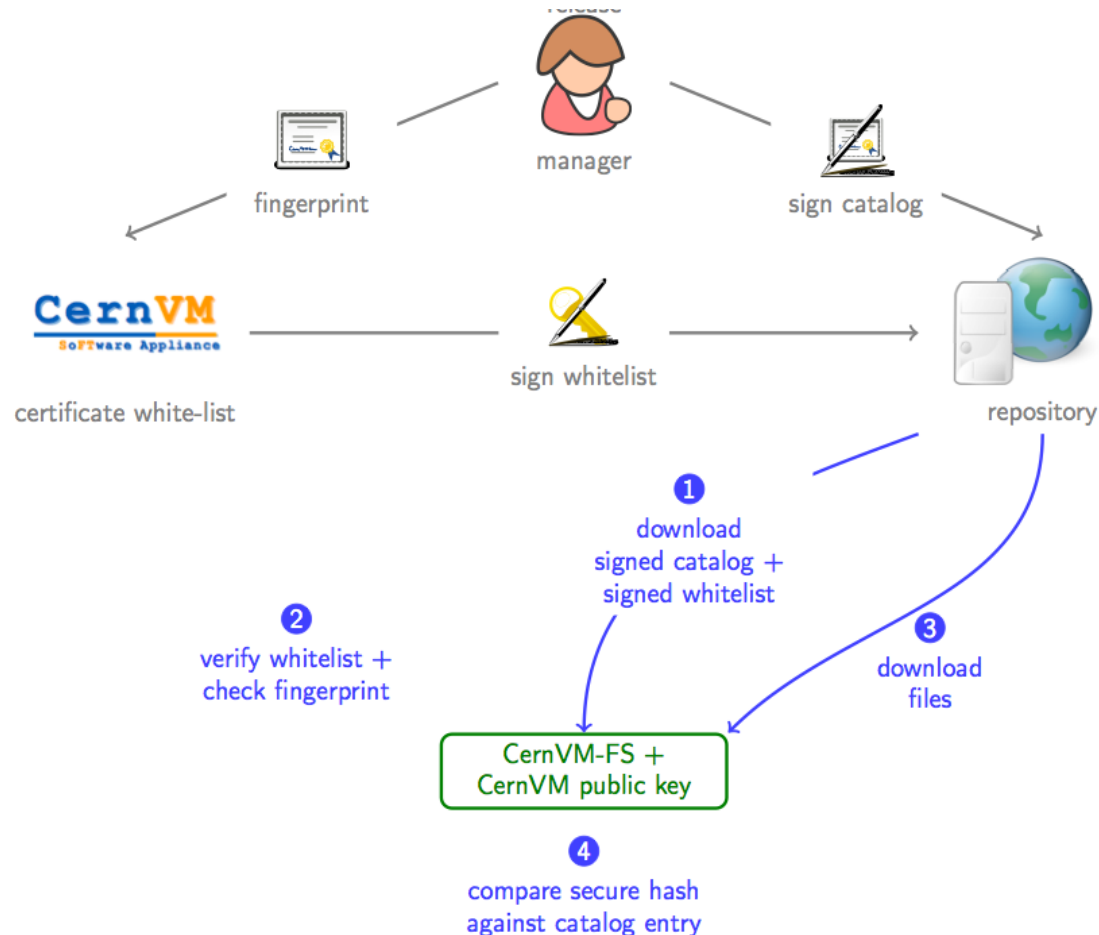 release
manager
fingerprint
sign catalog
CernVM
SoFTware Appliance
sign whitelist
certificate white-list
repository
1
download
signed catalog +
signed whitelist
2
verify whitelist +
check fingerprint
3
download
files
CernVM-FS +
CernVM public key
4
compare secure hash
against catalog entry